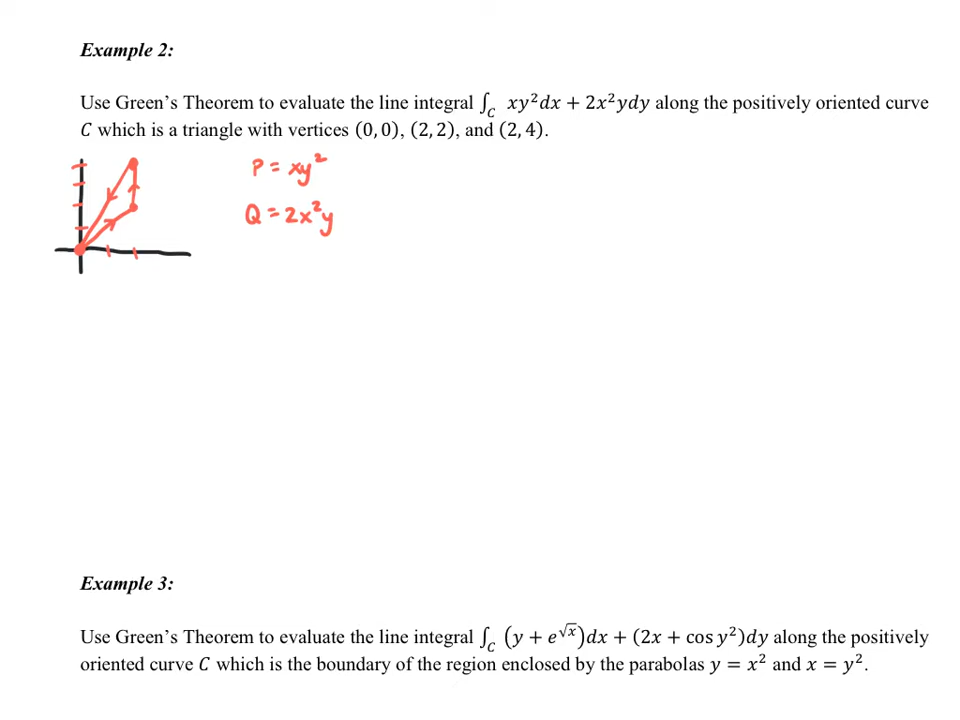 Example 2:
Use Green's Theorem to evaluate the line integral ∫_C xy²dx + 2x²ydy along the positively oriented curve
C which is a triangle with vertices (0, 0), (2, 2), and (2, 4).
P = xy²
Q = 2x²y
Example 3:
Use Green's Theorem to evaluate the line integral ∫_C (y + e^√x)dx + (2x + cos y²)dy along the positively
oriented curve C which is the boundary of the region enclosed by the parabolas y = x² and x = y².